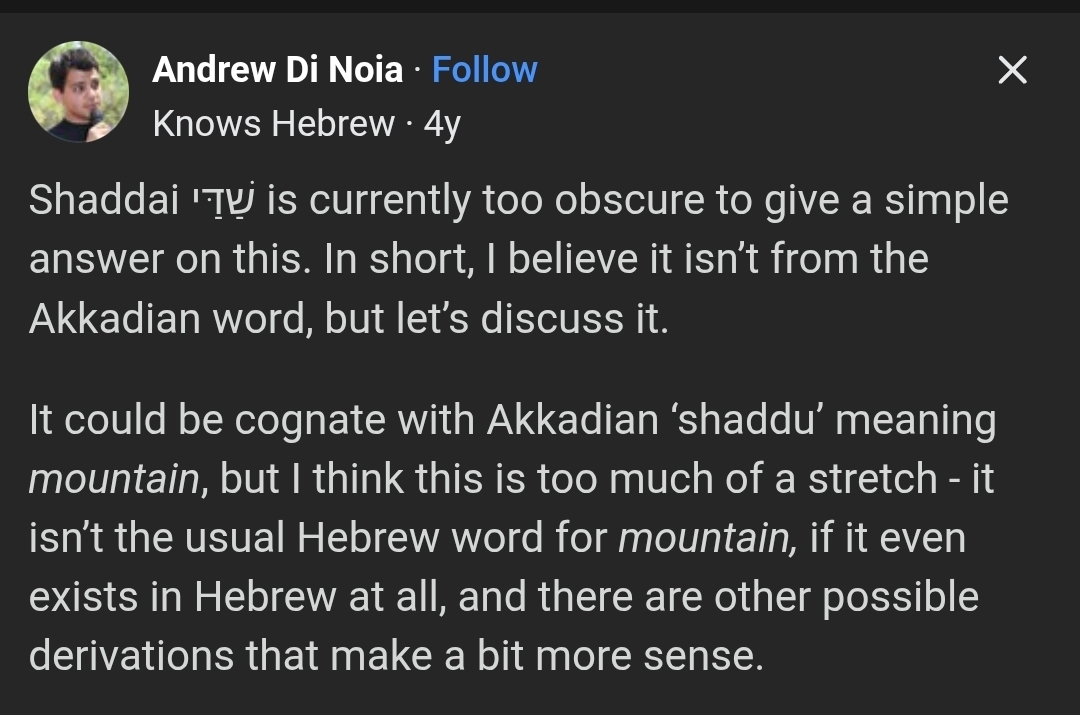 Andrew Di Noia · Follow
Knows Hebrew · 4y
Shaddai שַׁדַּי is currently too obscure to give a simple
answer on this. In short, I believe it isn’t from the
Akkadian word, but let’s discuss it.
It could be cognate with Akkadian ‘shaddu’ meaning
mountain, but I think this is too much of a stretch - it
isn’t the usual Hebrew word for mountain, if it even
exists in Hebrew at all, and there are other possible
derivations that make a bit more sense.